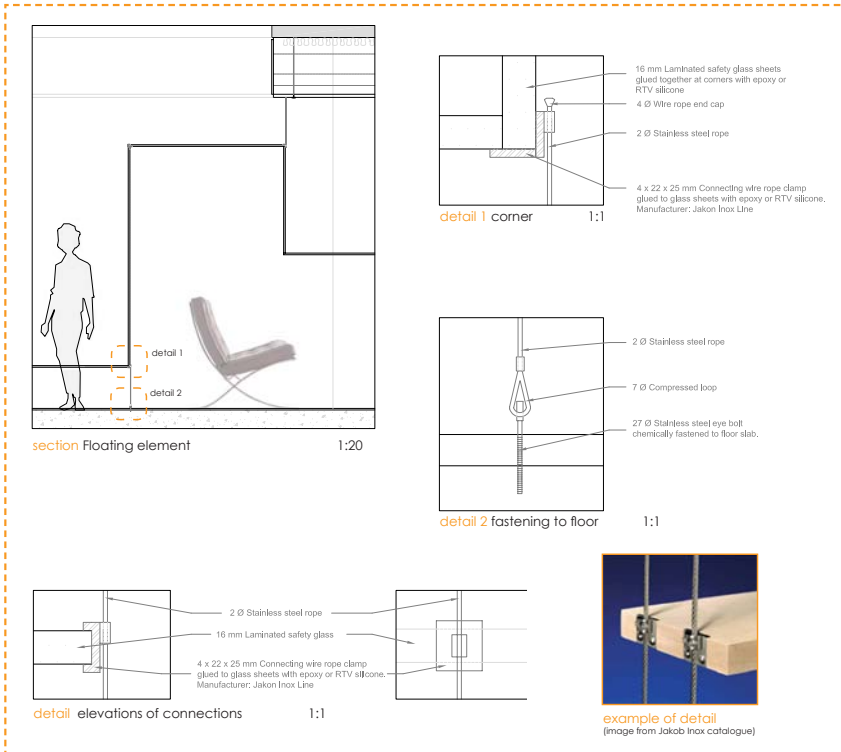 16 mm Laminated safety glass sheets
glued together at corners with epoxy or
RTV silicone
4 Ø Wire rope end cap
2 Ø Stainless steel rope
4 x 22 x 25 mm Connecting wire rope clamp
glued to glass sheets with epoxy or RTV silicone.
Manufacturer: Jakon Inox Line
detail 1 corner 1:1
detail 1
detail 2
section Floating element 1:20
2 Ø Stainless steel rope
7 Ø Compressed loop
27 Ø Stainless steel eye bolt
chemically fastened to floor slab.
detail 2 fastening to floor 1:1
2 Ø Stainless steel rope
16 mm Laminated safety glass
4 x 22 x 25 mm Connecting wire rope clamp
glued to glass sheets with epoxy or RTV silicone.
Manufacturer: Jakon Inox Line
detail elevations of connections 1:1
example of detail
(image from Jakob Inox catalogue)